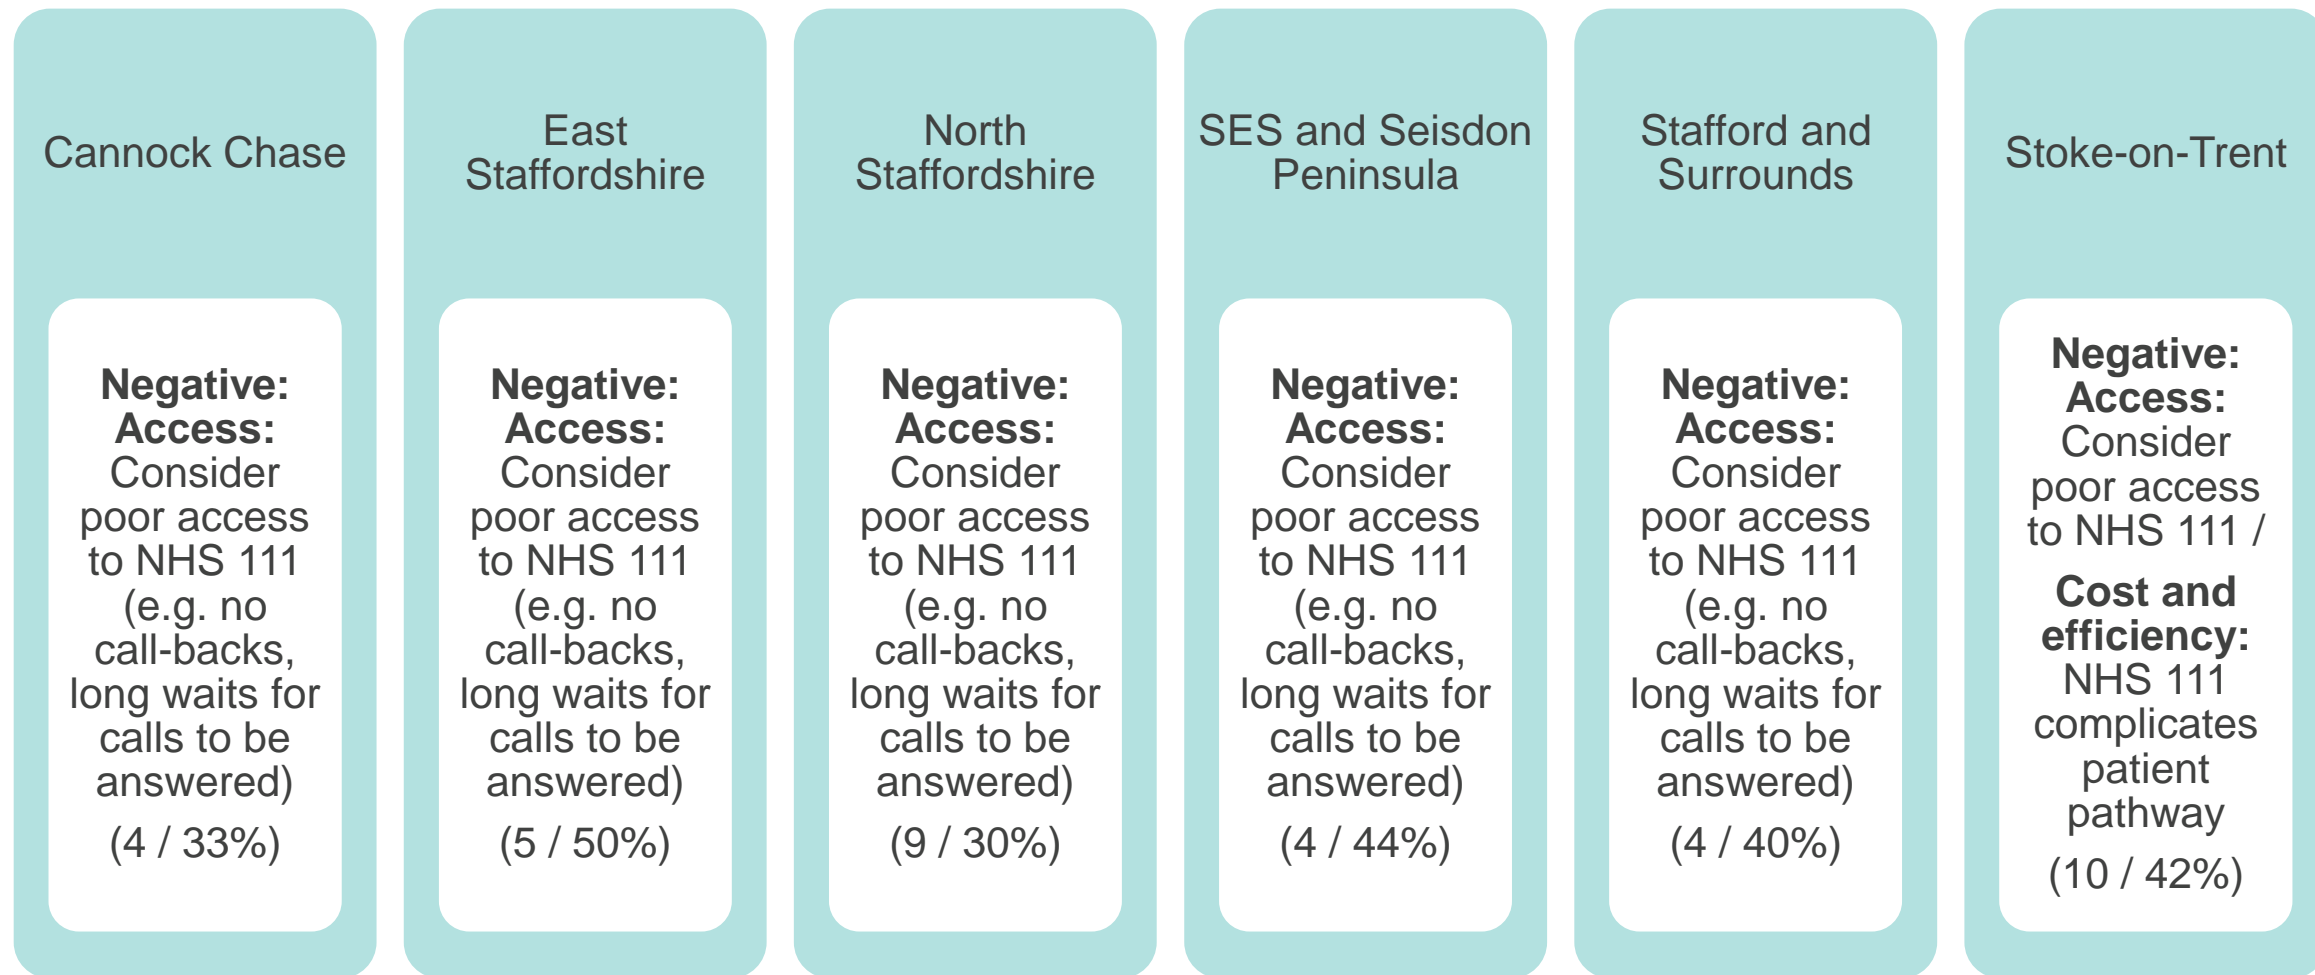 Cannock Chase
Negative:
Access:
Consider
poor access
to NHS 111
(e.g. no
call-backs,
long waits for
calls to be
answered)
(4 / 33%)
East
Staffordshire
Negative:
Access:
Consider
poor access
to NHS 111
(e.g. no
call-backs,
long waits for
calls to be
answered)
(5 / 50%)
North
Staffordshire
Negative:
Access:
Consider
poor access
to NHS 111
(e.g. no
call-backs,
long waits for
calls to be
answered)
(9 / 30%)
SES and Seisdon
Peninsula
Negative:
Access:
Consider
poor access
to NHS 111
(e.g. no
call-backs,
long waits for
calls to be
answered)
(4 / 44%)
Stafford and
Surrounds
Negative:
Access:
Consider
poor access
to NHS 111
(e.g. no
call-backs,
long waits for
calls to be
answered)
(4 / 40%)
Stoke-on-Trent
Negative:
Access:
Consider
poor access
to NHS 111 /
Cost and
efficiency:
NHS 111
complicates
patient
pathway
(10 / 42%)